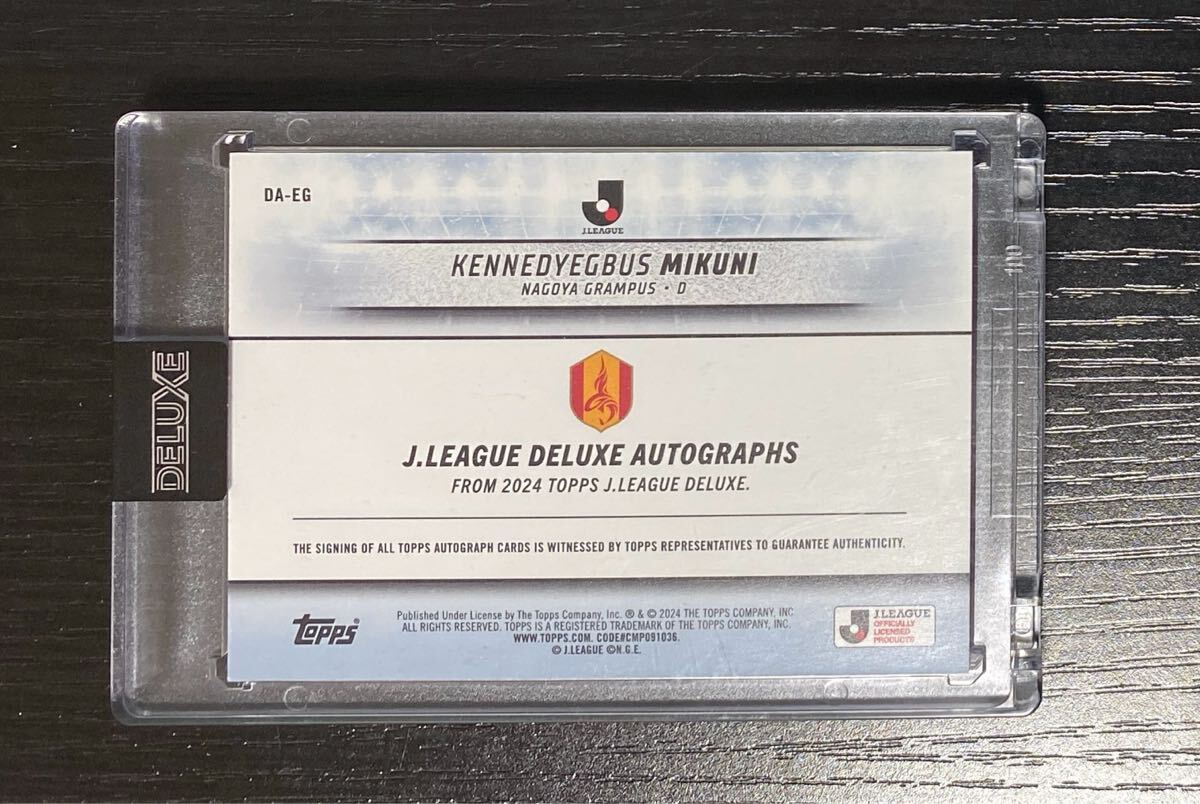 DA-EG
J.LEAGUE
KENNEDYEGBUS MIKUNI
NAGOYA GRAMPUS · D
DELUXE
J.LEAGUE DELUXE AUTOGRAPHS
FROM 2024 TOPPS J.LEAGUE DELUXE.
THE SIGNING OF ALL TOPPS AUTOGRAPH CARDS IS WITNESSED BY TOPPS REPRESENTATIVES TO GUARANTEE AUTHENTICITY.
topps®
Published Under License by The Topps Company, Inc. ® & © 2024 THE TOPPS COMPANY, INC
ALL RIGHTS RESERVED. TOPPS IS A REGISTERED TRADEMARK OF THE TOPPS COMPANY, INC.
WWW.TOPPS.COM. CODE#CMP091036.
© J.LEAGUE ©N.G.E.
J.LEAGUE
OFFICIALLY
LICENSED
PRODUCTS